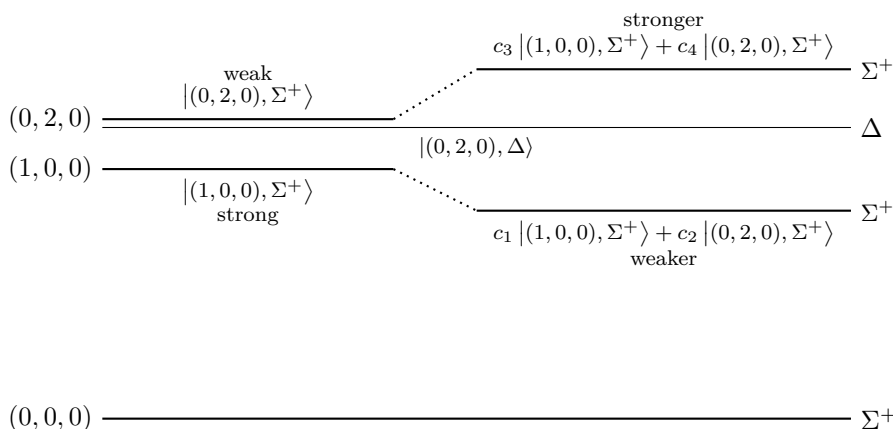 stronger
c₃ |(1, 0, 0), Σ⁺⟩ + c₄ |(0, 2, 0), Σ⁺⟩
Σ⁺
weak
|(0, 2, 0), Σ⁺⟩
(0, 2, 0)
Δ
|(0, 2, 0), Δ⟩
(1, 0, 0)
|(1, 0, 0), Σ⁺⟩
strong
Σ⁺
c₁ |(1, 0, 0), Σ⁺⟩ + c₂ |(0, 2, 0), Σ⁺⟩
weaker
(0, 0, 0)
Σ⁺